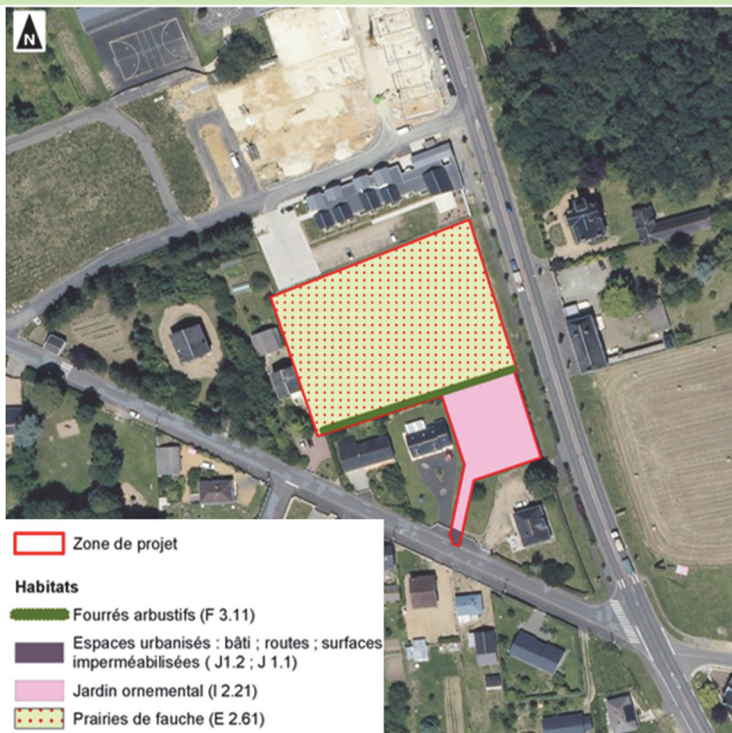 N
Zone de projet
Habitats
Fourrés arbustifs (F 3.11)
Espaces urbanisés : bâti ; routes ; surfaces
imperméabilisées ( J1.2 ; J 1.1)
Jardin ornemental (I 2.21)
Prairies de fauche (E 2.61)